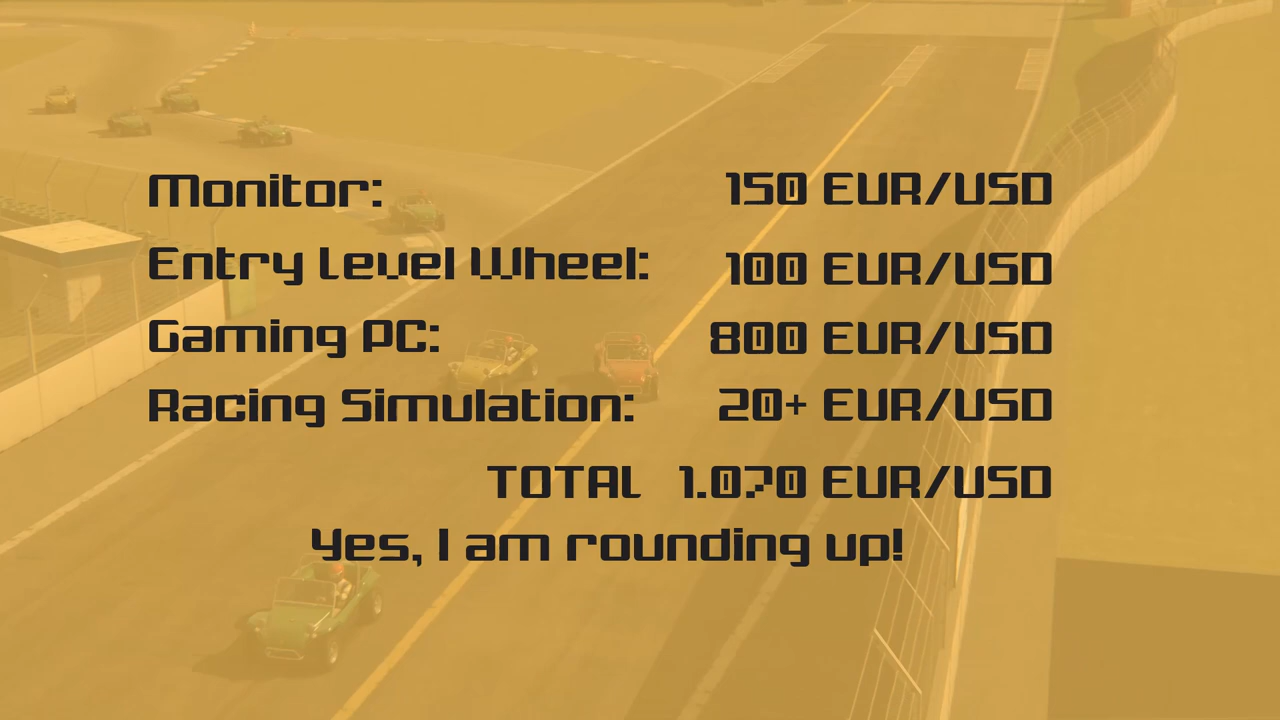 Monitor: 150 EUR/USD
Entry Level Wheel: 100 EUR/USD
Gaming PC: 800 EUR/USD
Racing Simulation: 20+ EUR/USD
TOTAL 1.070 EUR/USD
Yes, I am rounding up!